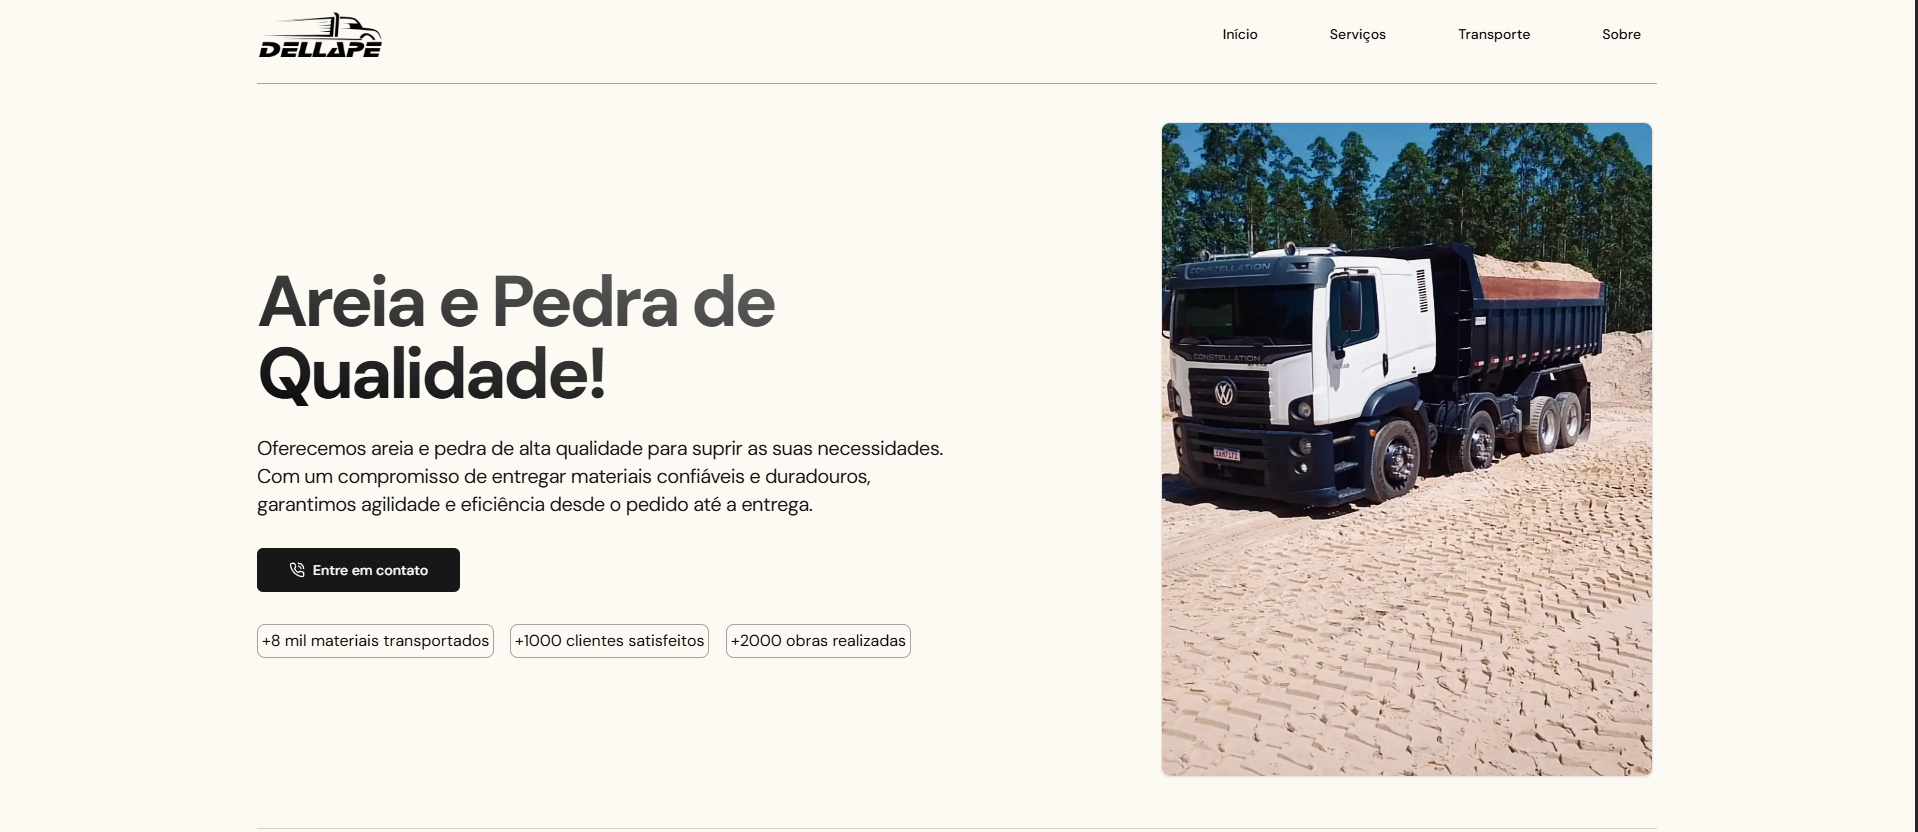 DELLAPE
Início
Serviços
Transporte
Sobre
Areia e Pedra de
Qualidade!
Oferecemos areia e pedra de alta qualidade para suprir as suas necessidades.
Com um compromisso de entregar materiais confiáveis e duradouros,
garantimos agilidade e eficiência desde o pedido até a entrega.
Entre em contato
+8 mil materiais transportados
+1000 clientes satisfeitos
+2000 obras realizadas
CONSTELLATION
CONSTELLATION